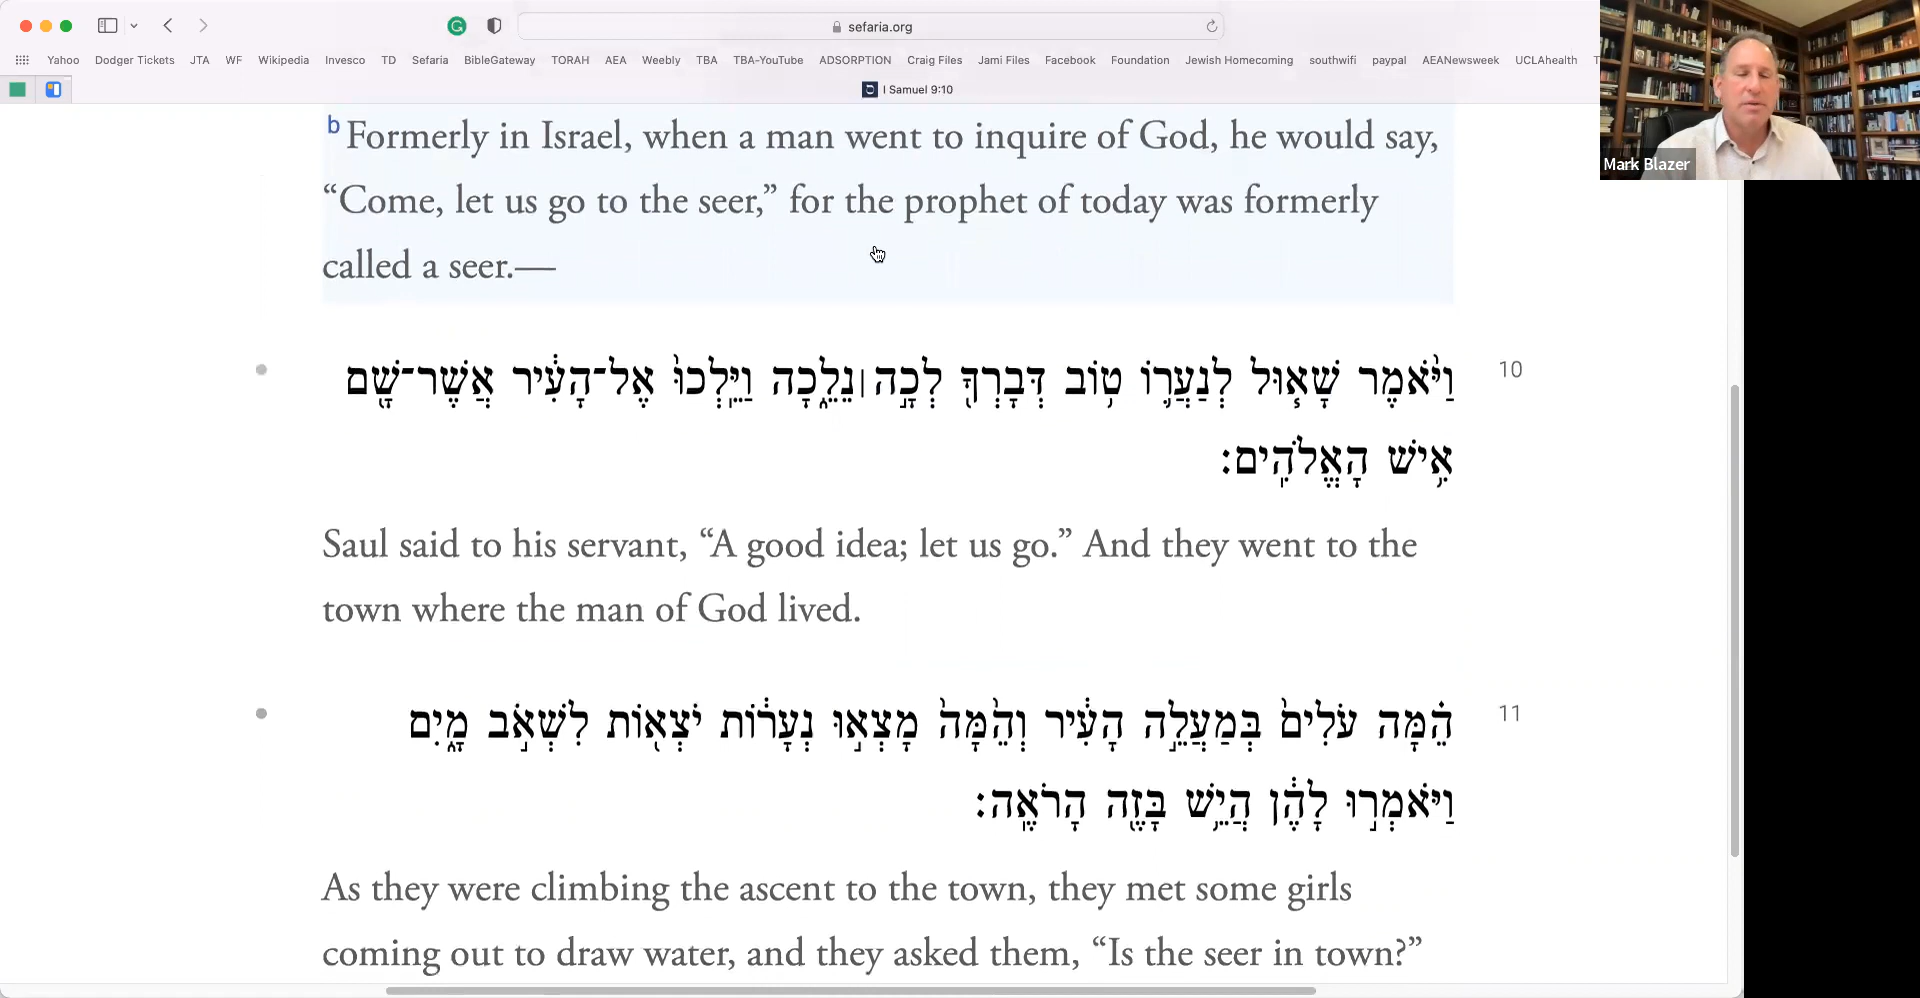 sefaria.org
Yahoo Dodger Tickets JTA WF Wikipedia Invesco TD Sefaria BibleGateway TORAH AEA Weebly TBA TBA-YouTube ADSORPTION Craig Files Jami Files Facebook Foundation Jewish Homecoming southwifi paypal AEANewsweek UCLAhealth
I Samuel 9:10
Mark Blazer
b Formerly in Israel, when a man went to inquire of God, he would say,
“Come, let us go to the seer,” for the prophet of today was formerly
called a seer.—
10
וַיֹּ֨אמֶר שָׁא֧וּל לְנַעֲר֛וֹ ט֥וֹב דְּבָרְךָ֖ לְכָ֣ה ׀ נֵלֵ֑כָה וַיֵּֽלְכוּ֙ אֶל־הָעִ֔יר אֲשֶׁר־שָׁ֖ם
אִ֥ישׁ הָאֱלֹהִֽים׃
Saul said to his servant, “A good idea; let us go.” And they went to the
town where the man of God lived.
11
הֵ֗מָּה עֹלִים֙ בְּמַעֲלֵ֣ה הָעִ֔יר וְהֵ֙מָּה֙ מָצְא֣וּ נְעָר֔וֹת יֹצְא֖וֹת לִשְׁאֹ֣ב מָ֑יִם
וַיֹּאמְר֣וּ לָהֶ֔ן הֲיֵ֥שׁ בָּזֶ֖ה הָרֹאֶֽה׃
As they were climbing the ascent to the town, they met some girls
coming out to draw water, and they asked them, “Is the seer in town?”